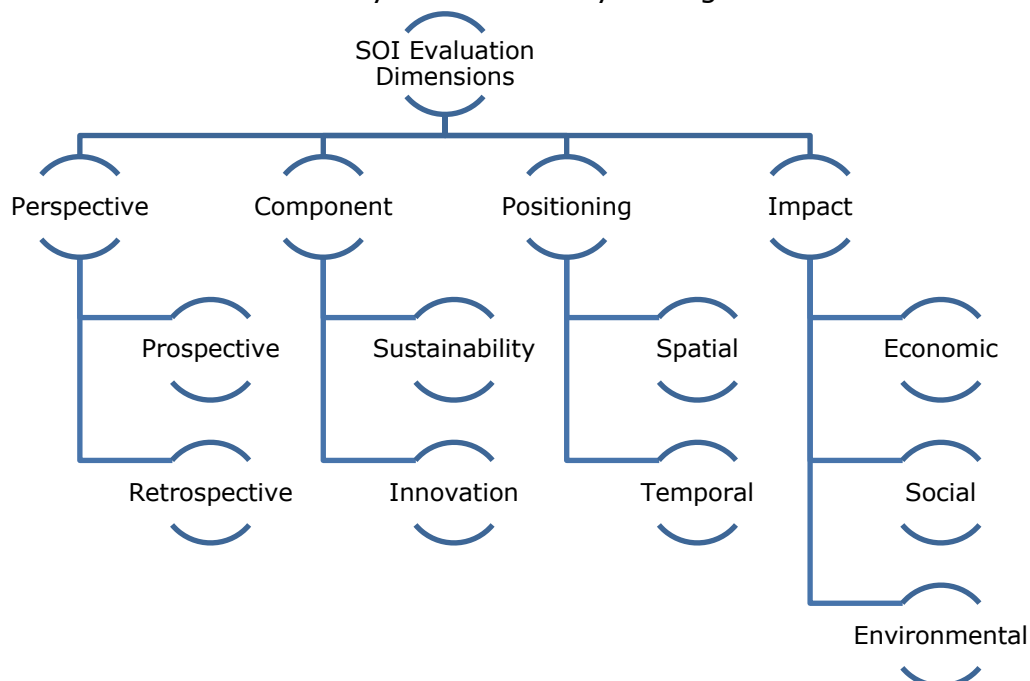 SOI Evaluation
Dimensions
Perspective
Component
Positioning
Impact
Prospective
Sustainability
Spatial
Economic
Retrospective
Innovation
Temporal
Social
Environmental